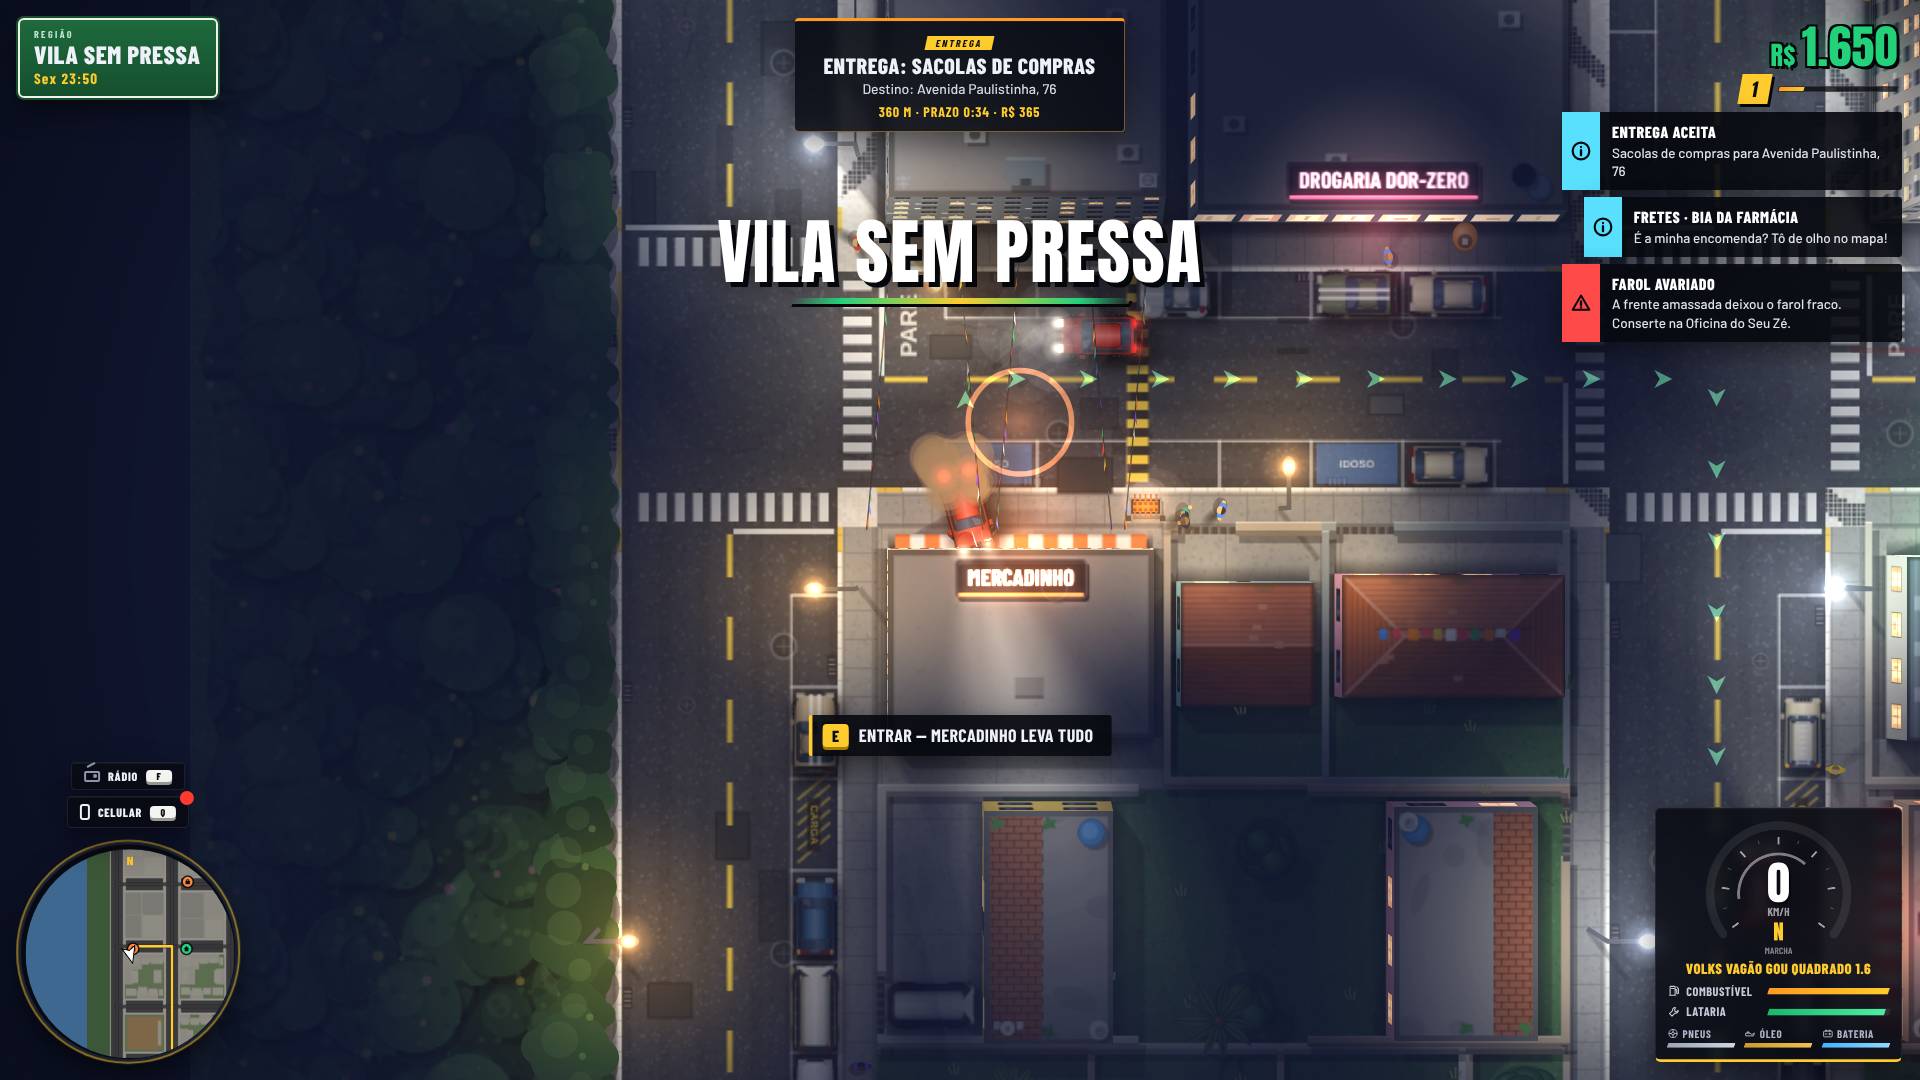 REGIÃO
VILA SEM PRESSA
Sex 23:50
ENTREGA
ENTREGA: SACOLAS DE COMPRAS
Destino: Avenida Paulistinha, 76
360 M · PRAZO 0:34 · R$ 365
R$ 1.650
1
ENTREGA ACEITA
Sacolas de compras para Avenida Paulistinha,
76
FRETES · BIA DA FARMÁCIA
É a minha encomenda? Tô de olho no mapa!
FAROL AVARIADO
A frente amassada deixou o farol fraco.
Conserte na Oficina do Seu Zé.
DROGARIA DOR-ZERO
VILA SEM PRESSA
PARE
IDOSO
MERCADINHO
E ENTRAR — MERCADINHO LEVA TUDO
CARGA
RÁDIO F
CELULAR Q
N
0
KM/H
N
MARCHA
VOLKS VAGÃO GOU QUADRADO 1.6
COMBUSTÍVEL
LATARIA
PNEUS ÓLEO BATERIA